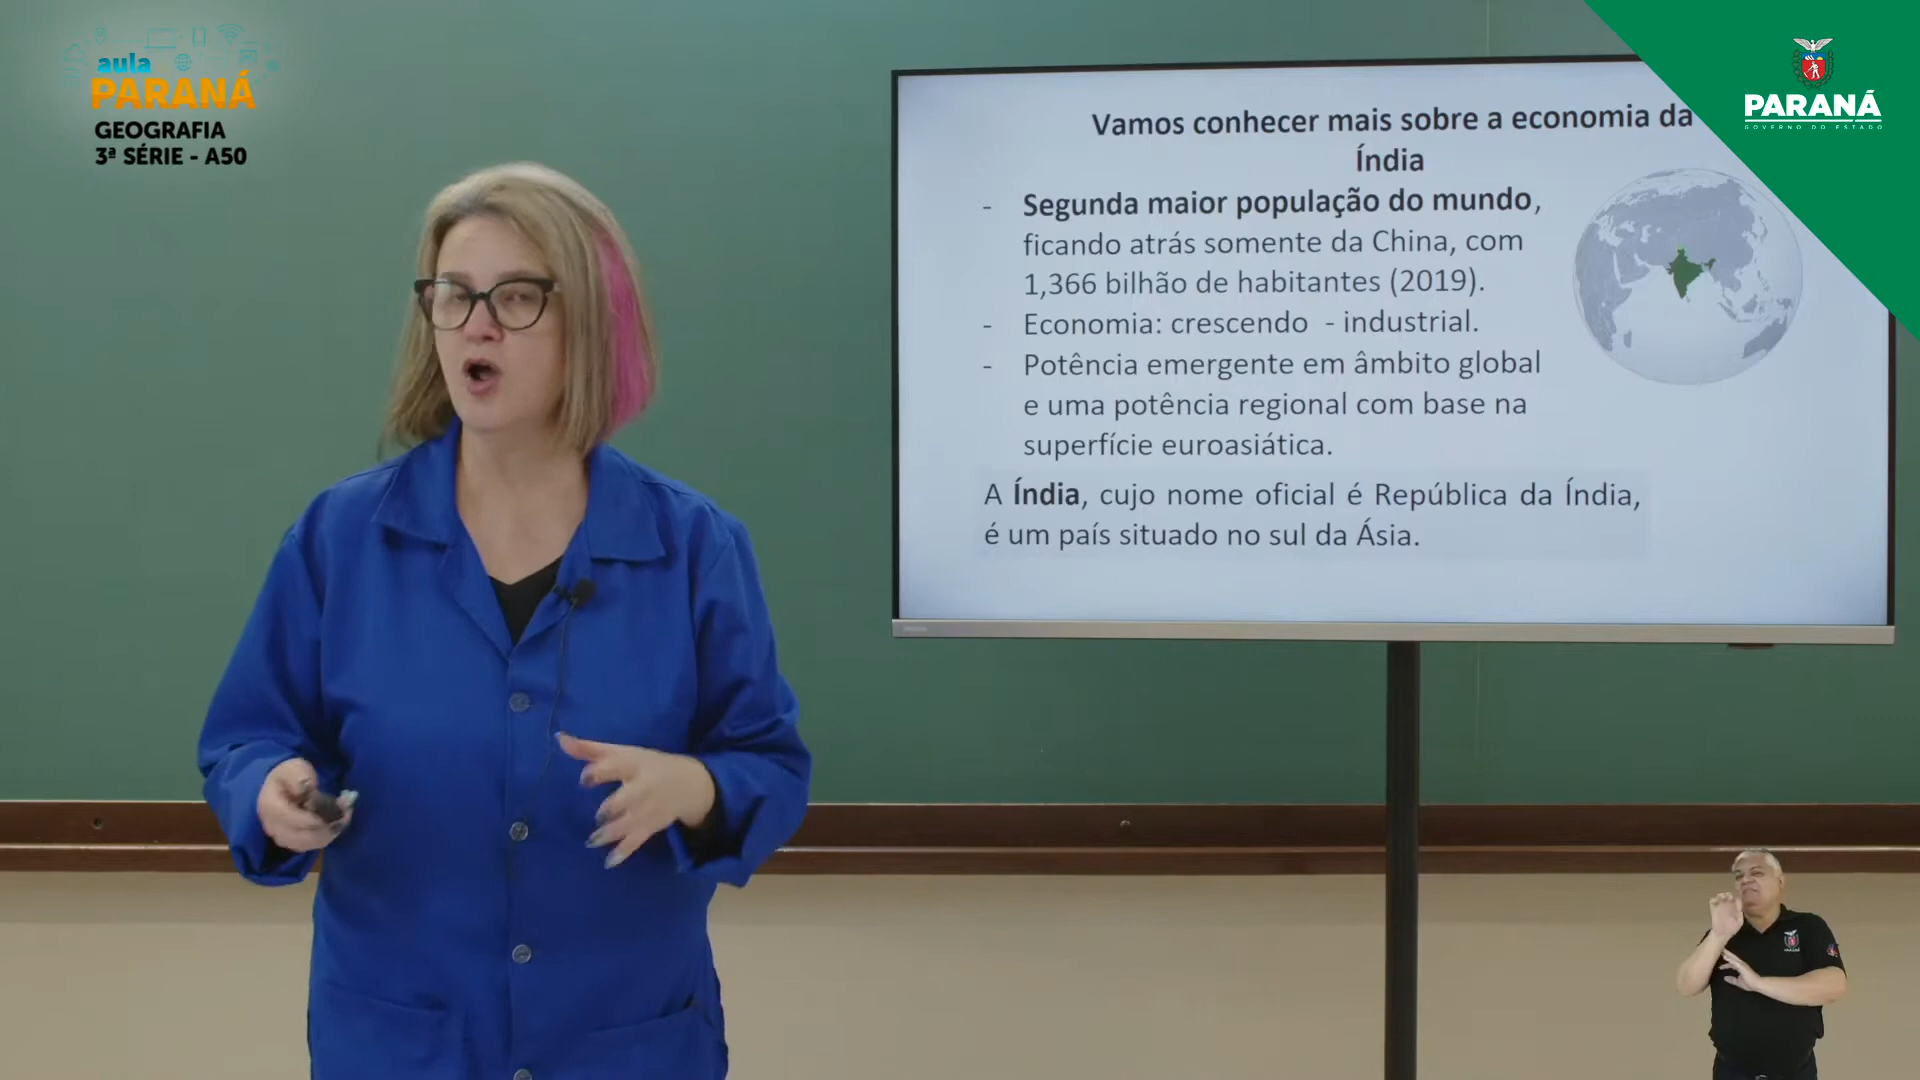 aula
PARANÁ
GEOGRAFIA
3ª SÉRIE - A50
Vamos conhecer mais sobre a economia da
Índia
- Segunda maior população do mundo,
ficando atrás somente da China, com
1,366 bilhão de habitantes (2019).
- Economia: crescendo - industrial.
- Potência emergente em âmbito global
e uma potência regional com base na
superfície euroasiática.
A Índia, cujo nome oficial é República da Índia,
é um país situado no sul da Ásia.
PARANÁ
GOVERNO DO ESTADO